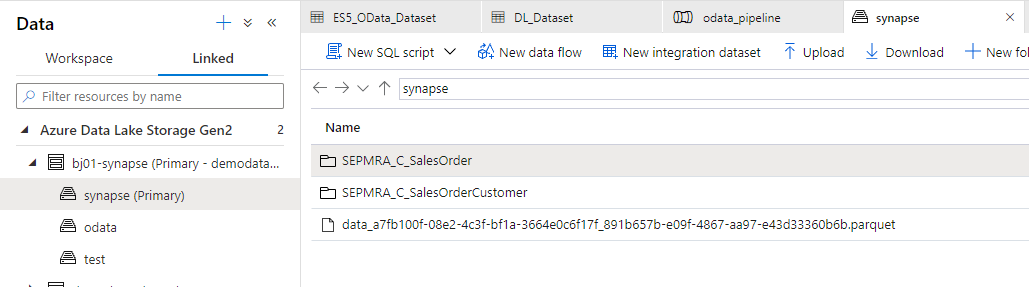 Data
Workspace
Linked
Filter resources by name
Azure Data Lake Storage Gen2
2
bj01-synapse (Primary - demodata...
synapse (Primary)
odata
test
ES5_OData_Dataset
DL_Dataset
odata_pipeline
synapse
New SQL script
New data flow
New integration dataset
Upload
Download
New fol
synapse
Name
SEPMRA_C_SalesOrder
SEPMRA_C_SalesOrderCustomer
data_a7fb100f-08e2-4c3f-bf1a-3664e0c6f17f_891b657b-e09f-4867-aa97-e43d33360b6b.parquet